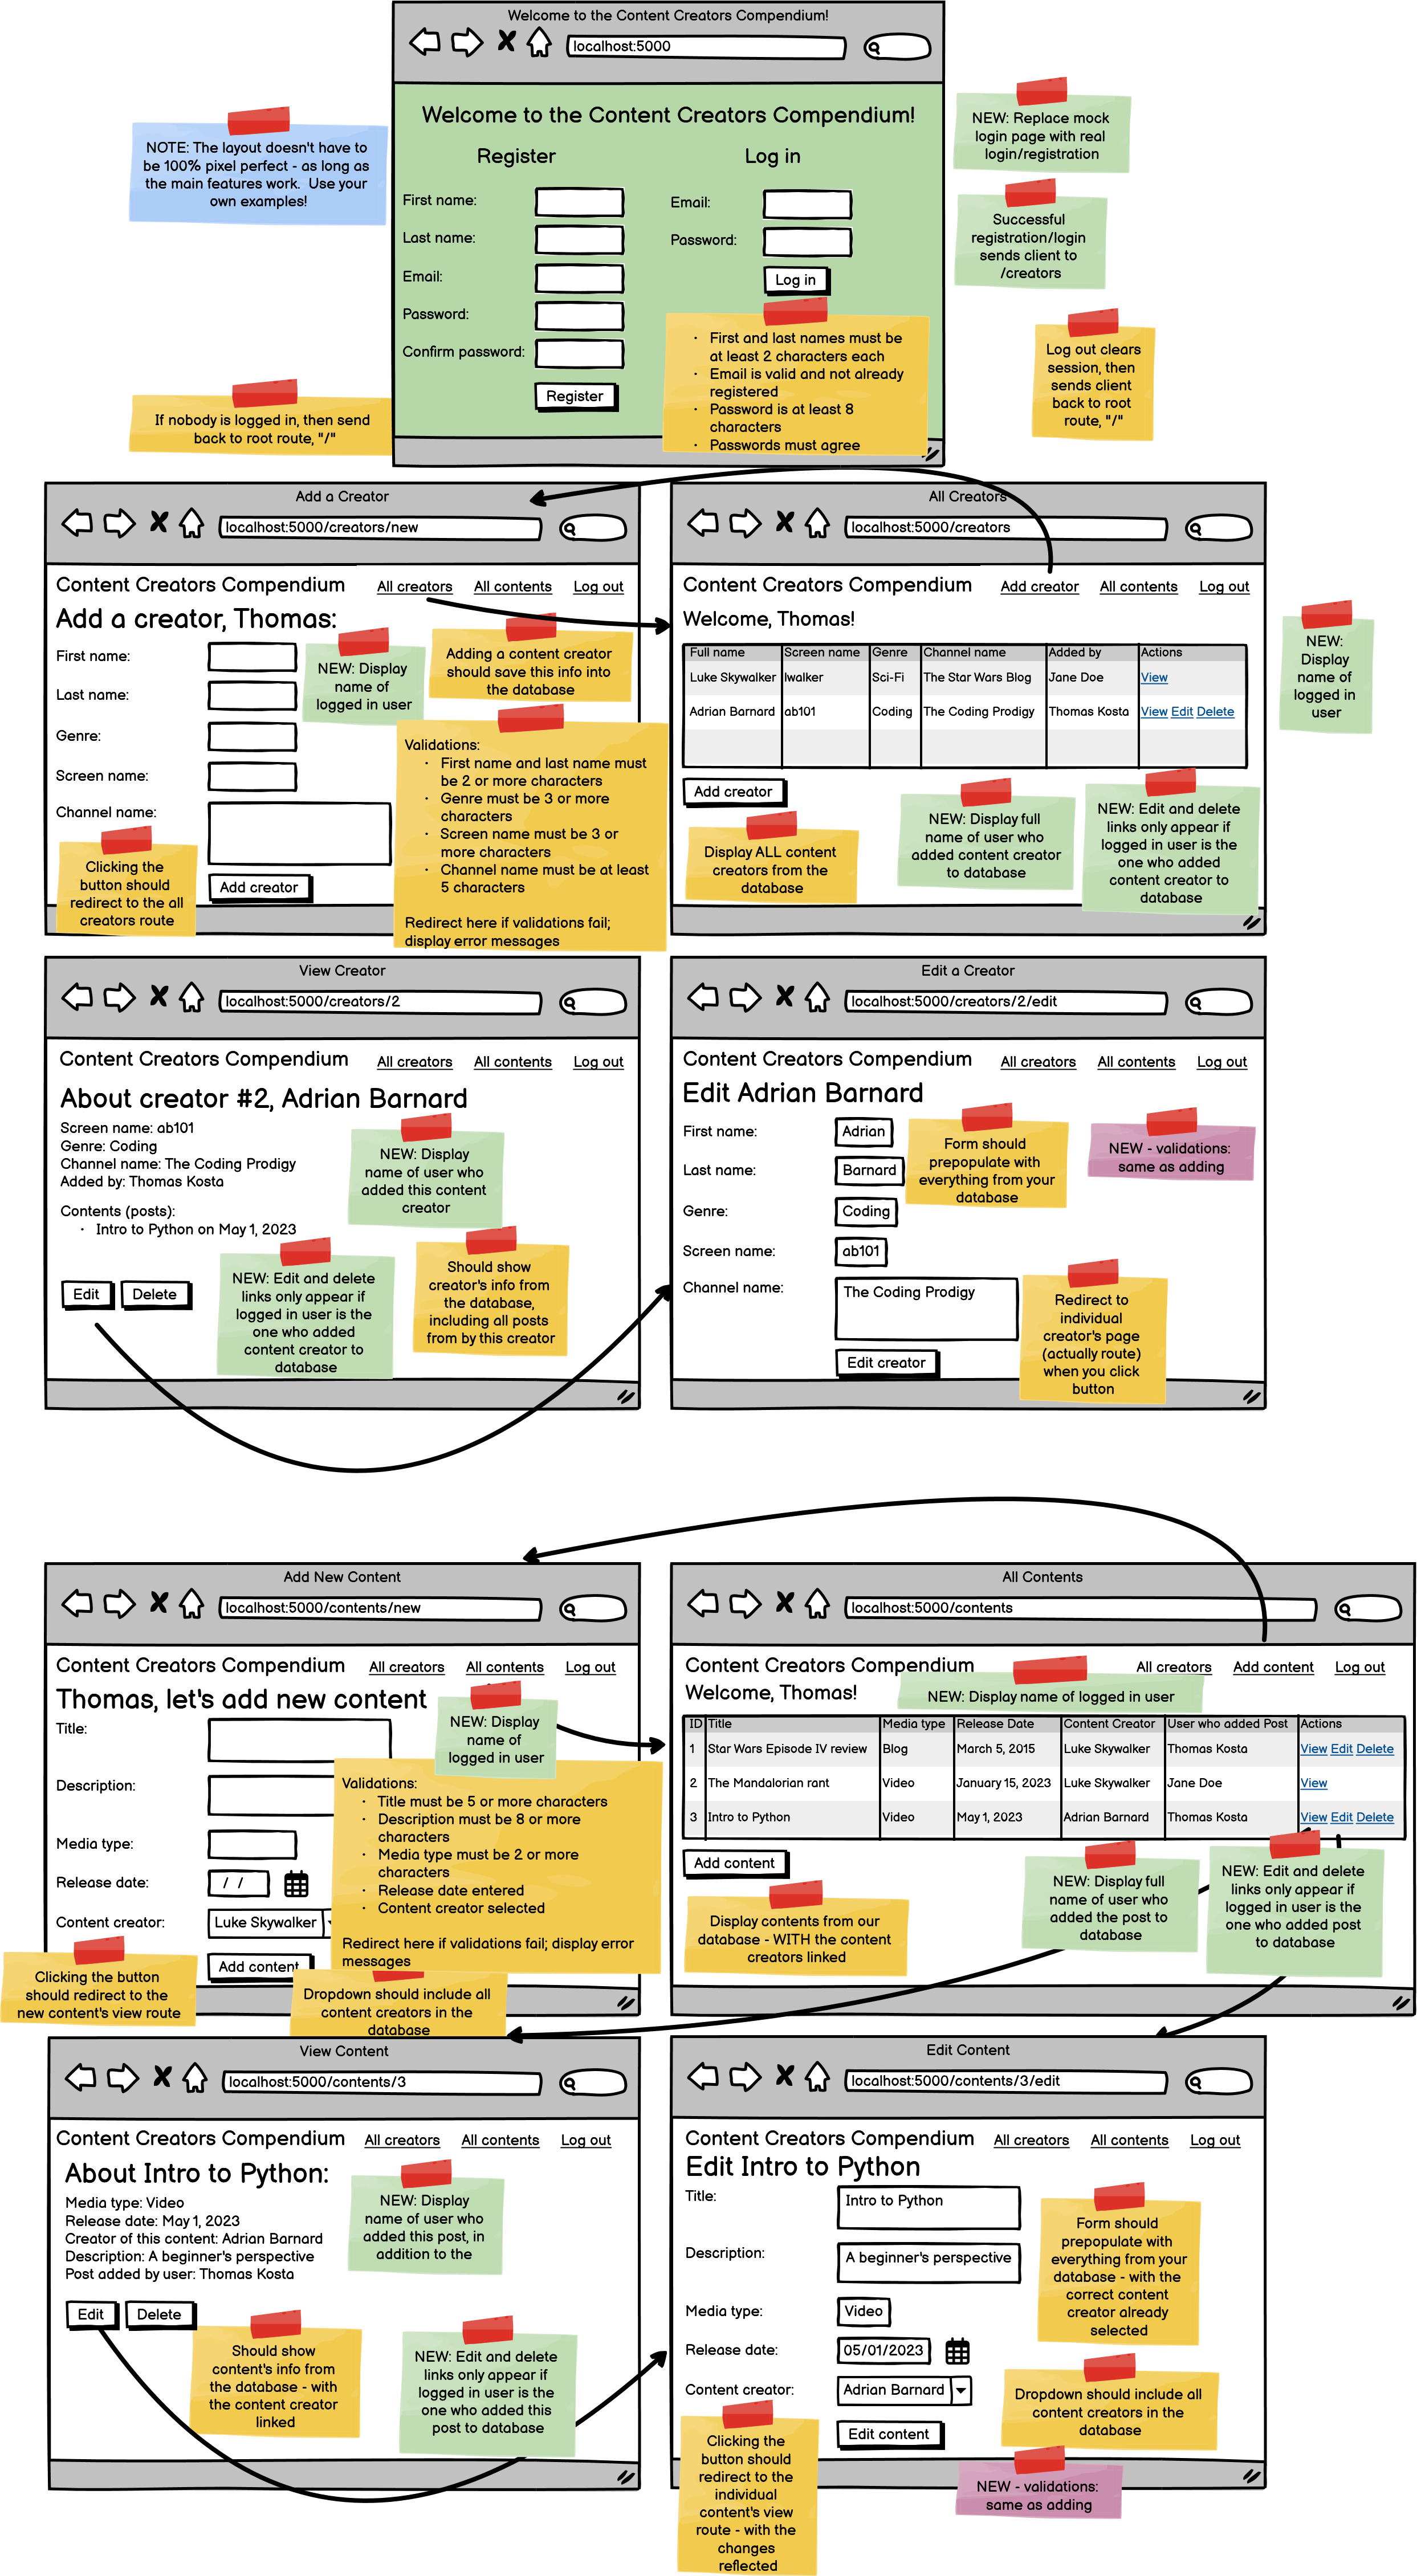 Welcome to the Content Creators Compendium!
localhost:5000
Welcome to the Content Creators Compendium!
Register
Log in
First name:
Last name:
Email:
Password:
Confirm password:
Register
Email:
Password:
Log in
· First and last names must be
at least 2 characters each
· Email is valid and not already
registered
· Password is at least 8
characters
· Passwords must agree
NOTE: The layout doesn't have to
be 100% pixel perfect - as long as
the main features work. Use your
own examples!
If nobody is logged in, then send
back to root route, "/"
NEW: Replace mock
login page with real
login/registration
Successful
registration/login
sends client to
/creators
Log out clears
session, then
sends client
back to root
route, "/"
Add a Creator
localhost:5000/creators/new
Content Creators Compendium
All creators
All contents
Log out
Add a creator, Thomas:
First name:
Last name:
Genre:
Screen name:
Channel name:
Add creator
NEW: Display
name of
logged in user
Adding a content creator
should save this info into
the database
Validations:
· First name and last name must
be 2 or more characters
· Genre must be 3 or more
characters
· Screen name must be 3 or
more characters
· Channel name must be at least
5 characters
Redirect here if validations fail;
display error messages
Clicking the
button should
redirect to the all
creators route
All Creators
localhost:5000/creators
Content Creators Compendium
Add creator
All contents
Log out
Welcome, Thomas!
Full name Screen name Genre Channel name Added by Actions
Luke Skywalker lwalker Sci-Fi The Star Wars Blog Jane Doe View
Adrian Barnard ab101 Coding The Coding Prodigy Thomas Kosta View Edit Delete
Add creator
Display ALL content
creators from the
database
NEW: Display full
name of user who
added content creator
to database
NEW: Edit and delete
links only appear if
logged in user is the
one who added
content creator to
database
NEW:
Display
name of
logged in
user
View Creator
localhost:5000/creators/2
Content Creators Compendium
All creators
All contents
Log out
About creator #2, Adrian Barnard
Screen name: ab101
Genre: Coding
Channel name: The Coding Prodigy
Added by: Thomas Kosta
Contents (posts):
· Intro to Python on May 1, 2023
Edit
Delete
NEW: Display
name of user who
added this content
creator
NEW: Edit and delete
links only appear if
logged in user is the
one who added
content creator to
database
Should show
creator's info from
the database,
including all posts
from by this creator
Edit a Creator
localhost:5000/creators/2/edit
Content Creators Compendium
All creators
All contents
Log out
Edit Adrian Barnard
First name:
Adrian
Last name:
Barnard
Genre:
Coding
Screen name:
ab101
Channel name:
The Coding Prodigy
Edit creator
Form should
prepopulate with
everything from your
database
NEW - validations:
same as adding
Redirect to
individual
creator's page
(actually route)
when you click
button
Add New Content
localhost:5000/contents/new
Content Creators Compendium
All creators
All contents
Log out
Thomas, let's add new content
Title:
Description:
Media type:
Release date:
/ /
Content creator:
Luke Skywalker
Add content
NEW: Display
name of
logged in user
Validations:
· Title must be 5 or more characters
· Description must be 8 or more
characters
· Media type must be 2 or more
characters
· Release date entered
· Content creator selected
Redirect here if validations fail; display error
messages
Clicking the button
should redirect to the
new content's view route
Dropdown should include all
content creators in the
database
All Contents
localhost:5000/contents
Content Creators Compendium
All creators
Add content
Log out
Welcome, Thomas!
NEW: Display name of logged in user
ID Title Media type Release Date Content Creator User who added Post Actions
1 Star Wars Episode IV review Blog March 5, 2015 Luke Skywalker Thomas Kosta View Edit Delete
2 The Mandalorian rant Video January 15, 2023 Luke Skywalker Jane Doe View
3 Intro to Python Video May 1, 2023 Adrian Barnard Thomas Kosta View Edit Delete
Add content
Display contents from our
database - WITH the content
creators linked
NEW: Display full
name of user who
added the post to
database
NEW: Edit and delete
links only appear if
logged in user is the
one who added post
to database
View Content
localhost:5000/contents/3
Content Creators Compendium
All creators
All contents
Log out
About Intro to Python:
Media type: Video
Release date: May 1, 2023
Creator of this content: Adrian Barnard
Description: A beginner's perspective
Post added by user: Thomas Kosta
Edit
Delete
NEW: Display
name of user who
added this post, in
addition to the
Should show
content's info from
the database - with
the content creator
linked
NEW: Edit and delete
links only appear if
logged in user is the
one who added this
post to database
Edit Content
localhost:5000/contents/3/edit
Content Creators Compendium
All creators
All contents
Log out
Edit Intro to Python
Title:
Intro to Python
Description:
A beginner's perspective
Media type:
Video
Release date:
05/01/2023
Content creator:
Adrian Barnard
Edit content
Form should
prepopulate with
everything from your
database - with the
correct content
creator already
selected
Dropdown should include all
content creators in the
database
Clicking the
button should
redirect to the
individual
content's view
route - with the
changes
reflected
NEW - validations:
same as adding